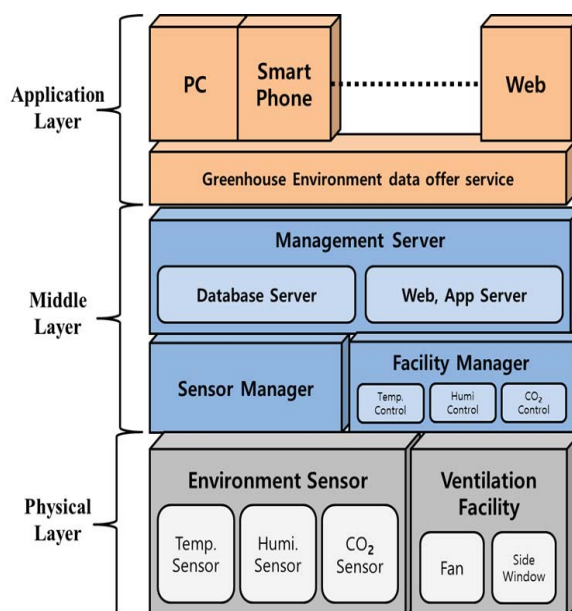 Application
Layer
PC
Smart
Phone
Web
Greenhouse Environment data offer service
Middle
Layer
Management Server
Database Server
Web, App Server
Sensor Manager
Facility Manager
Temp.
Control
Humi
Control
CO₂
Control
Physical
Layer
Environment Sensor
Temp.
Sensor
Humi.
Sensor
CO₂
Sensor
Ventilation
Facility
Fan
Side
Window